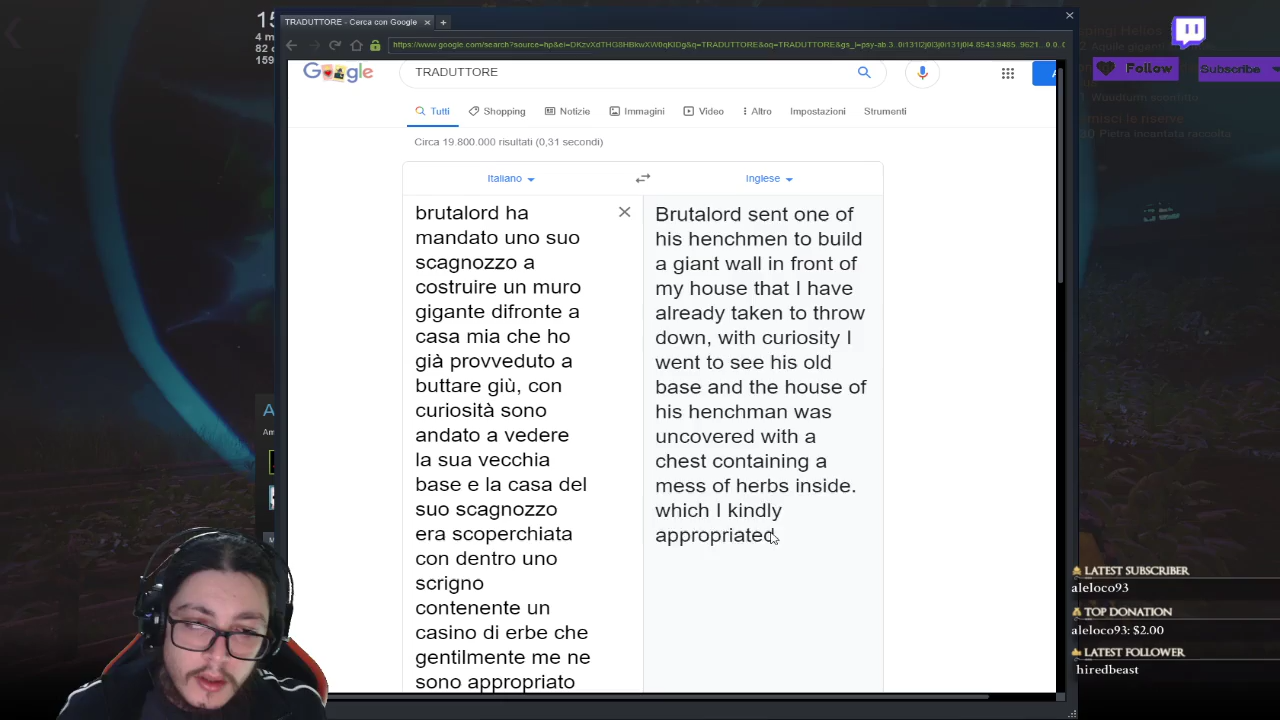 TRADUTTORE - Cerca con Google
Google
TRADUTTORE
Tutti
Shopping
Notizie
Immagini
Video
Altro
Impostazioni
Strumenti
Circa 19.800.000 risultati (0,31 secondi)
Italiano
Inglese
brutalord ha
mandato uno suo
scagnozzo a
costruire un muro
gigante difronte a
casa mia che ho
già provveduto a
buttare giù, con
curiosità sono
andato a vedere
la sua vecchia
base e la casa del
suo scagnozzo
era scoperchiata
con dentro uno
scrigno
contenente un
casino di erbe che
gentilmente me ne
sono appropriato
Brutalord sent one of
his henchmen to build
a giant wall in front of
my house that I have
already taken to throw
down, with curiosity I
went to see his old
base and the house of
his henchman was
uncovered with a
chest containing a
mess of herbs inside.
which I kindly
appropriated
Follow
Subscribe
Pietra incantata raccolta
LATEST SUBSCRIBER
aleloco93
TOP DONATION
aleloco93: $2.00
LATEST FOLLOWER
hiredbeast